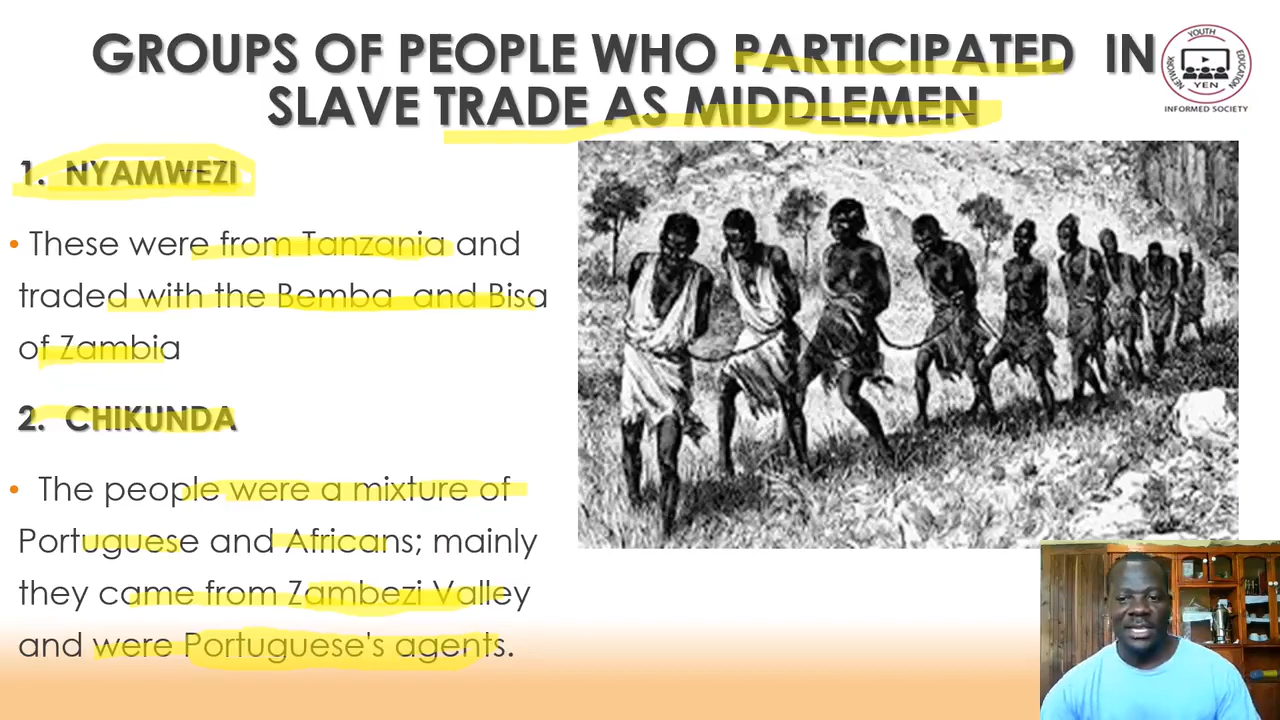 GROUPS OF PEOPLE WHO PARTICIPATED IN
SLAVE TRADE AS MIDDLEMEN
YOUTH
EDUCATION
NETWORK
YEN
INFORMED SOCIETY
1. NYAMWEZI
• These were from Tanzania and
traded with the Bemba and Bisa
of Zambia
2. CHIKUNDA
• The people were a mixture of
Portuguese and Africans; mainly
they came from Zambezi Valley
and were Portuguese's agents.